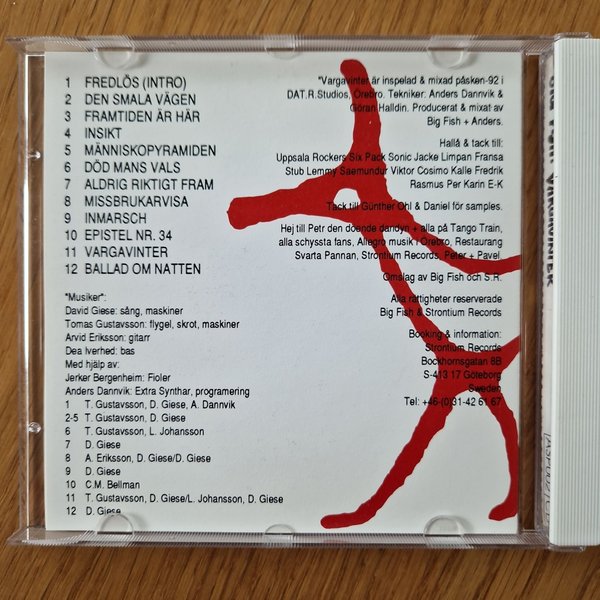 1 FREDLÖS (INTRO)
2 DEN SMALA VÄGEN
3 FRAMTIDEN ÄR HÄR
4 INSIKT
5 MÄNNISKOPYRAMIDEN
6 DÖD MANS VALS
7 ALDRIG RIKTIGT FRAM
8 MISSBRUKARVISA
9 INMARSCH
10 EPISTEL NR. 34
11 VARGAVINTER
12 BALLAD OM NATTEN
"Musiker":
David Giese: sång, maskiner
Tomas Gustavsson: flygel, skrot, maskiner
Arvid Eriksson: gitarr
Dea Iverhed: bas
Med hjälp av:
Jerker Bergenheim: Fioler
Anders Dannvik: Extra Synthar, programering
1 T. Gustavsson, D. Giese, A. Dannvik
2-5 T. Gustavsson, D. Giese
6 T. Gustavsson, L. Johansson
7 D. Giese
8 A. Eriksson, D. Giese/D. Giese
9 D. Giese
10 C.M. Bellman
11 T. Gustavsson, D. Giese/L. Johansson, D. Giese
12 D. Giese
"Vargavinter är inspelad & mixad påsken-92 i
DAT.R.Studios, Örebro, Tekniker: Anders Dannvik &
Göran Halldin. Producerat & mixat av
Big Fish + Anders.
Hallå & tack till:
Uppsala Rockers Six Pack Sonic Jacke Limpan Fransa
Stub Lemmy Saemundur Viktor Cosimo Kalle Fredrik
Rasmus Per Karin E-K
Tack till Günther Ohl & Daniel för samples.
Hej till Petr den döende dandyn + alla på Tango Train,
alla schyssta fans, Allegro musik i Örebro, Restaurang
Svarta Pannan, Strontium Records, Peter + Pavel.
Omslag av Big Fish och S.R.
Alla rättigheter reserverade
Big Fish & Strontium Records
Booking & information:
Strontium Records
Bockhornsgatan 8B
S-413 17 Göteborg
Sweden
Tel: +46-(0)31-42 61 67
VARGAVINTER